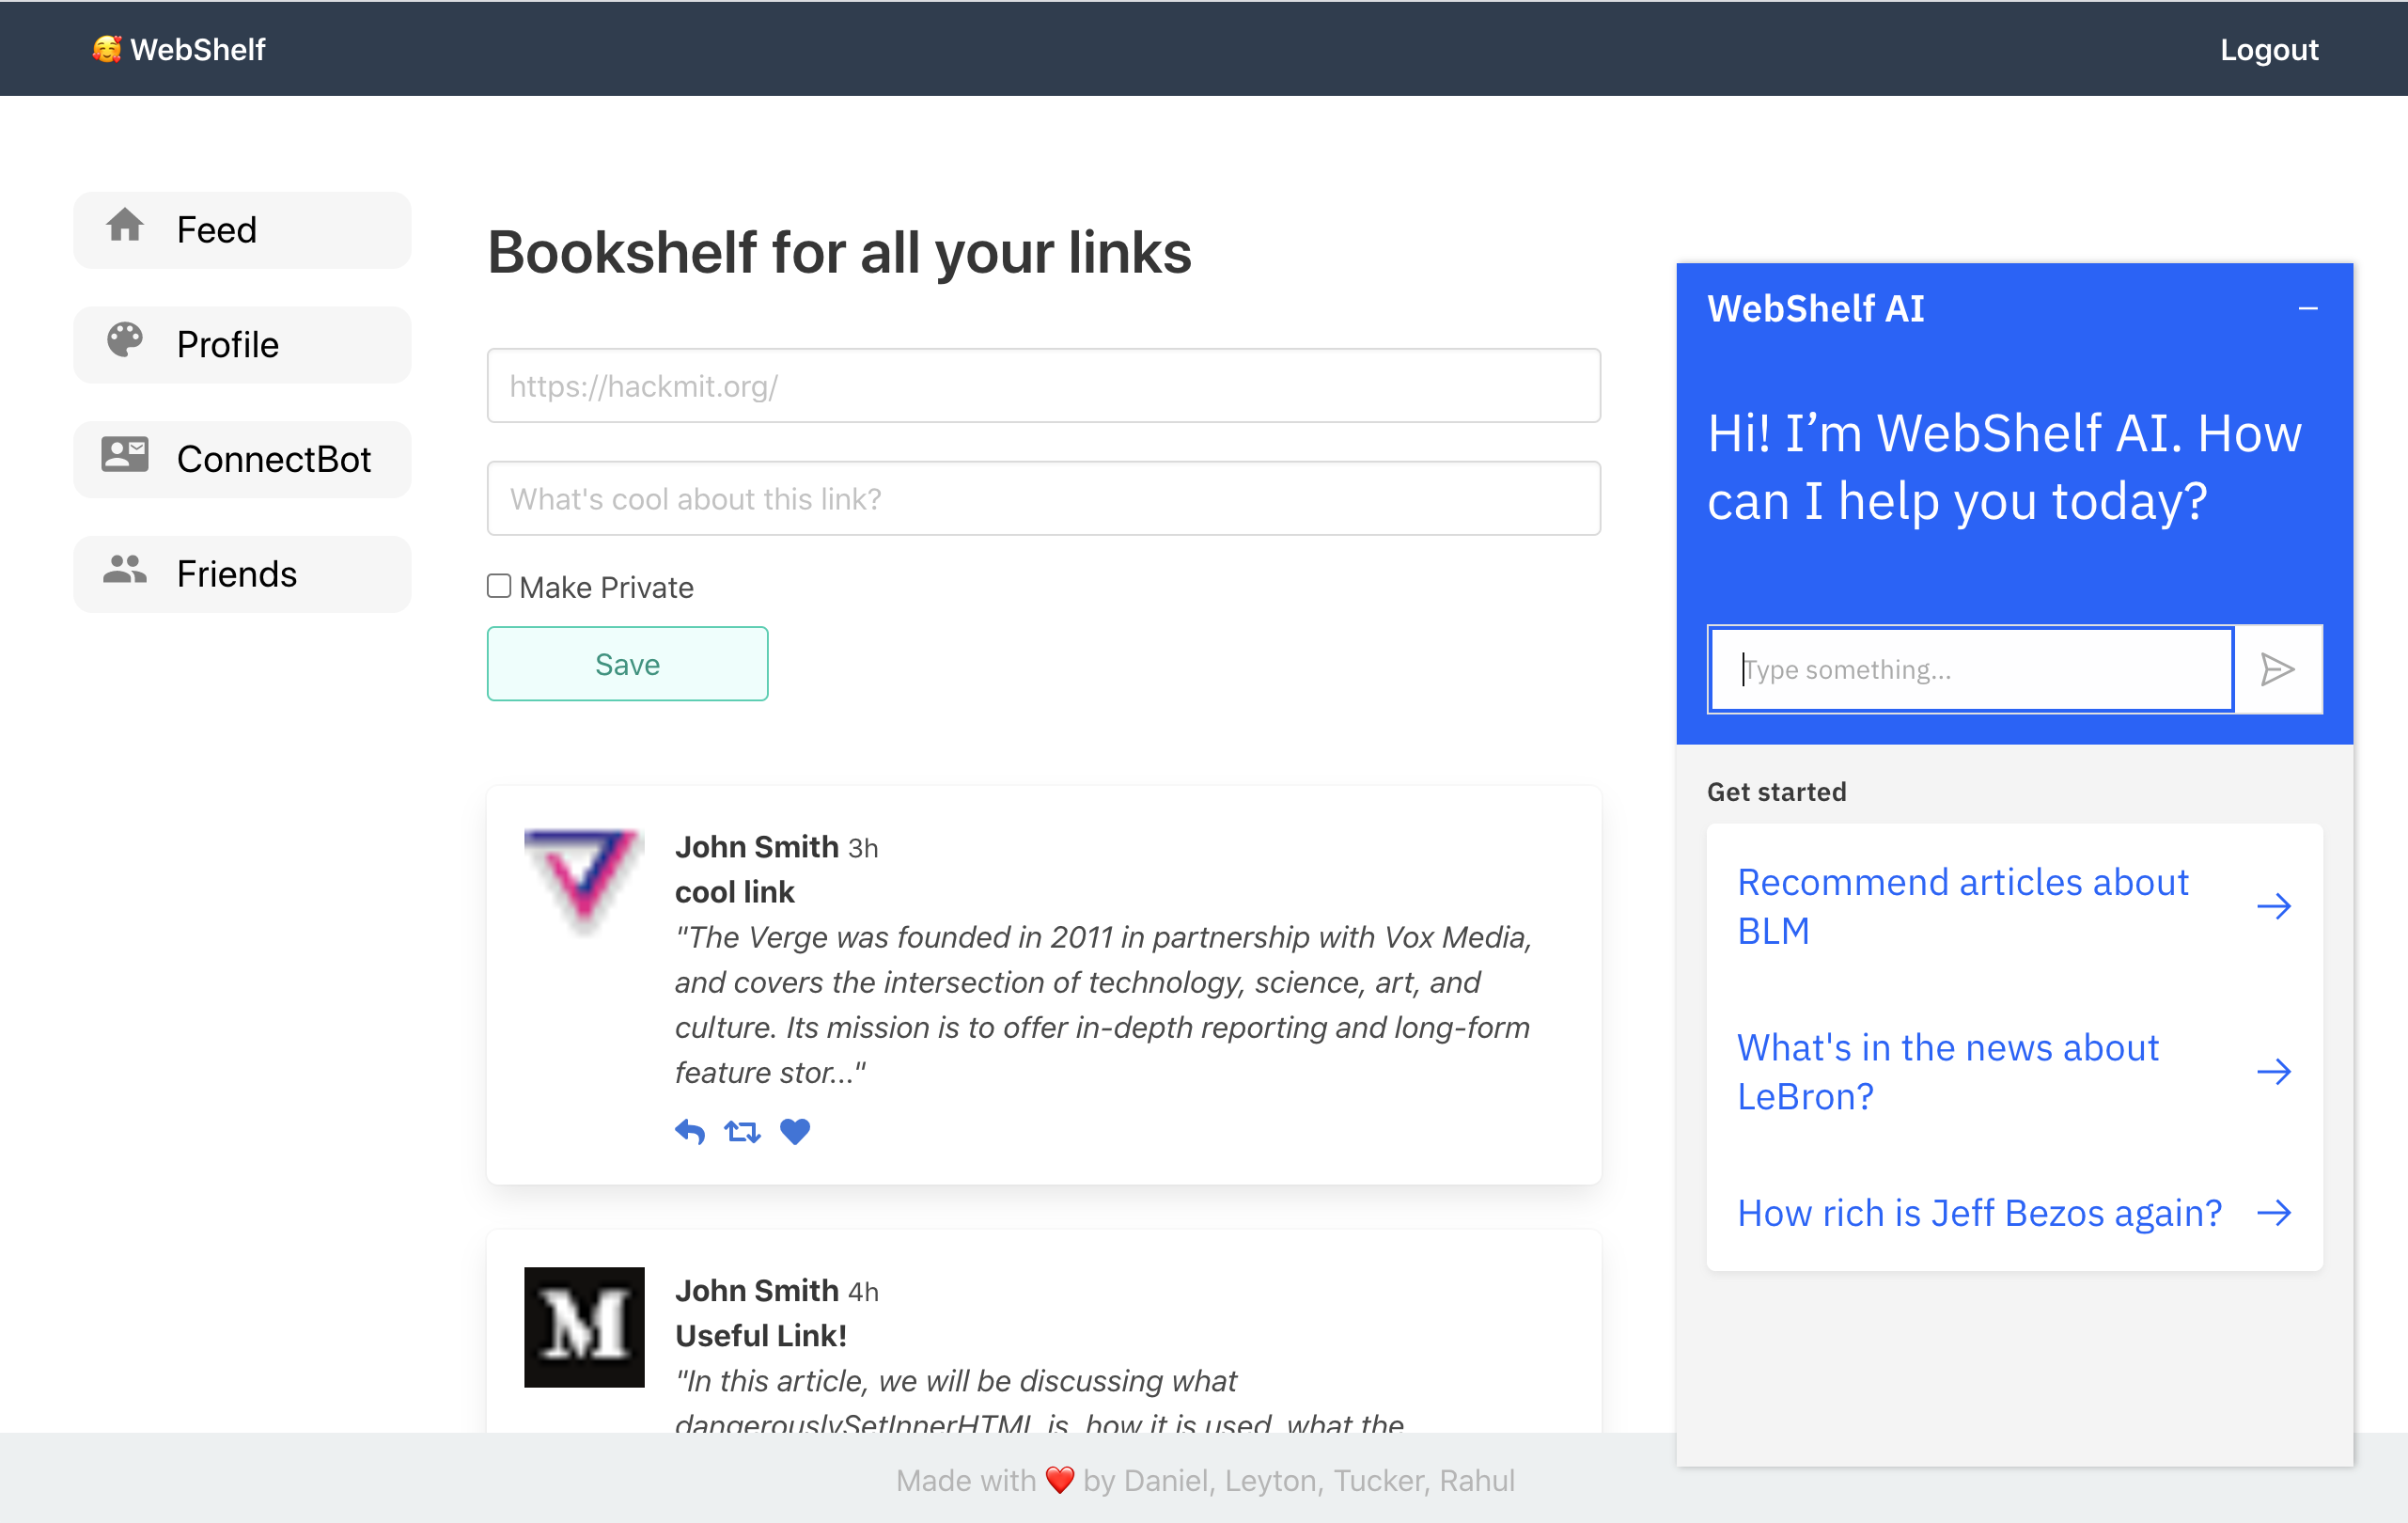 🥰 WebShelf
Logout
Feed
Profile
ConnectBot
Friends
Bookshelf for all your links
https://hackmit.org/
What's cool about this link?
Make Private
Save
John Smith 3h
cool link
"The Verge was founded in 2011 in partnership with Vox Media,
and covers the intersection of technology, science, art, and
culture. Its mission is to offer in-depth reporting and long-form
feature stor..."
M
John Smith 4h
Useful Link!
"In this article, we will be discussing what
dangerouslySetInnerHTML is, how it is used, what the
WebShelf AI
Hi! I’m WebShelf AI. How
can I help you today?
Type something...
Get started
Recommend articles about
BLM
What's in the news about
LeBron?
How rich is Jeff Bezos again?
Made with ❤️ by Daniel, Leyton, Tucker, Rahul